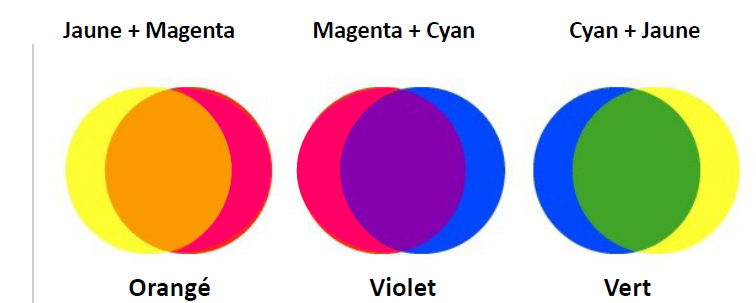 Jaune + Magenta
Magenta + Cyan
Cyan + Jaune
Orangé
Violet
Vert